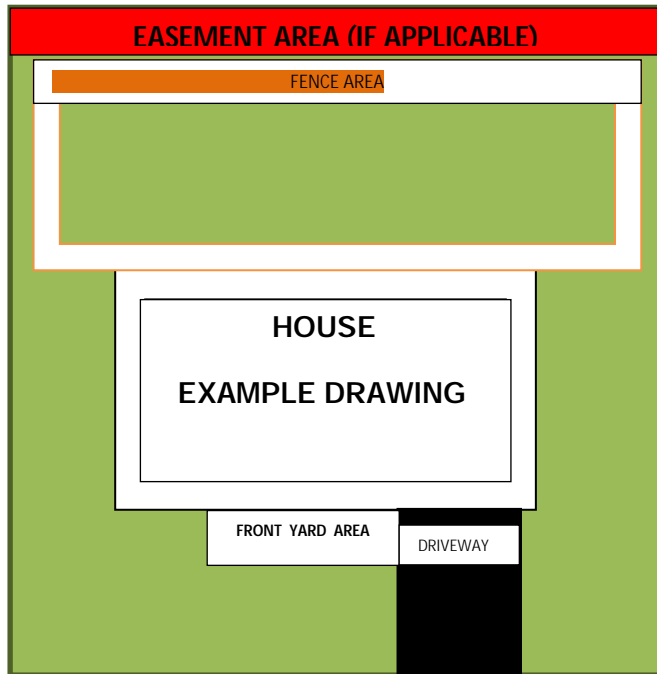 EASEMENT AREA (IF APPLICABLE)
FENCE AREA
HOUSE
EXAMPLE DRAWING
FRONT YARD AREA
DRIVEWAY